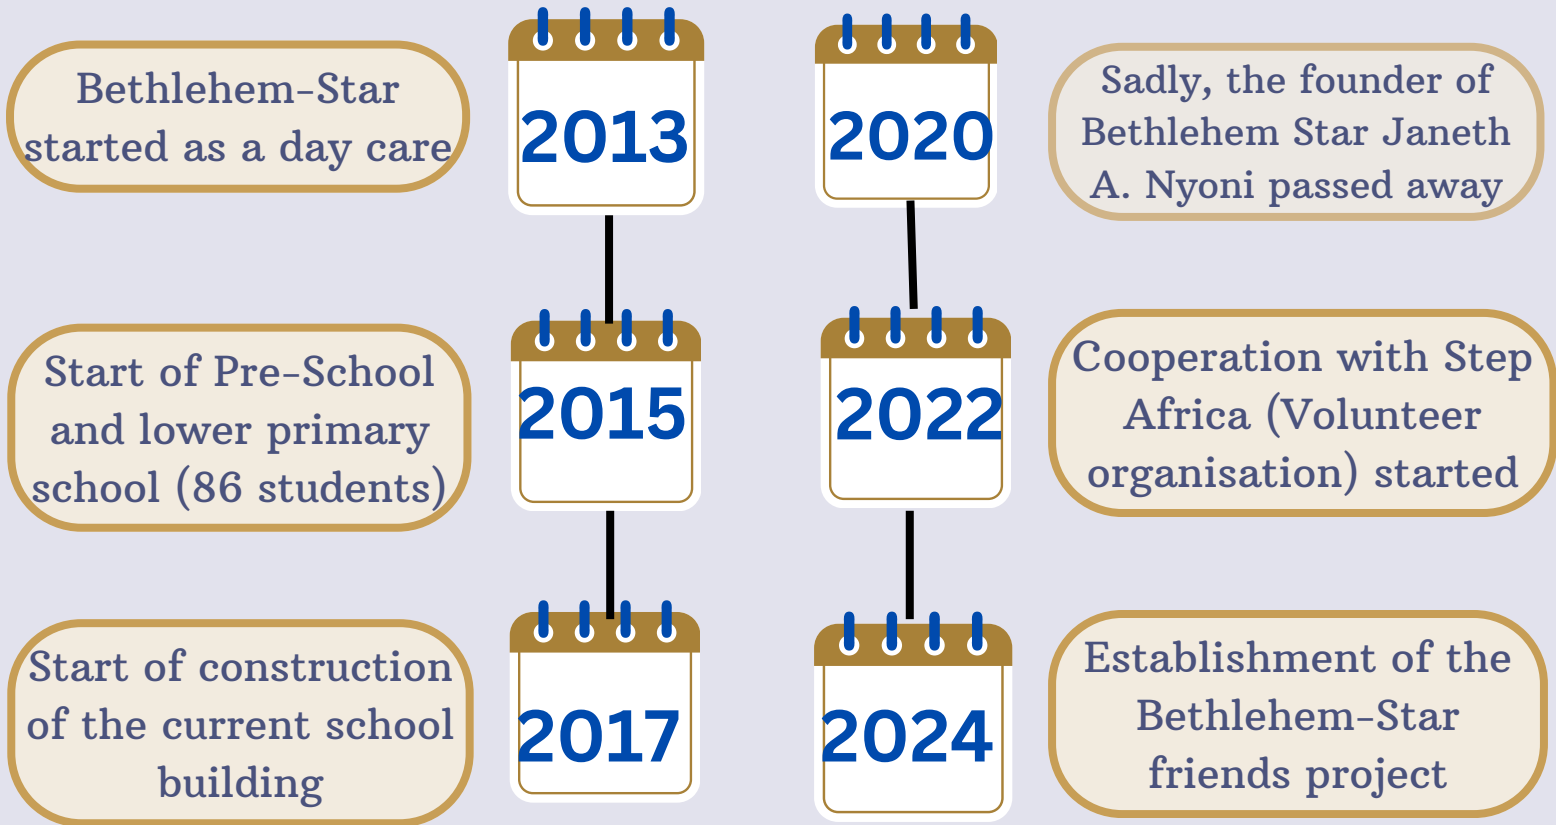 Bethlehem-Star
started as a day care
2013
Start of Pre-School
and lower primary
school (86 students)
2015
Start of construction
of the current school
building
2017
2020
Sadly, the founder of
Bethlehem Star Janeth
A. Nyoni passed away
2022
Cooperation with Step
Africa (Volunteer
organisation) started
2024
Establishment of the
Bethlehem-Star
friends project